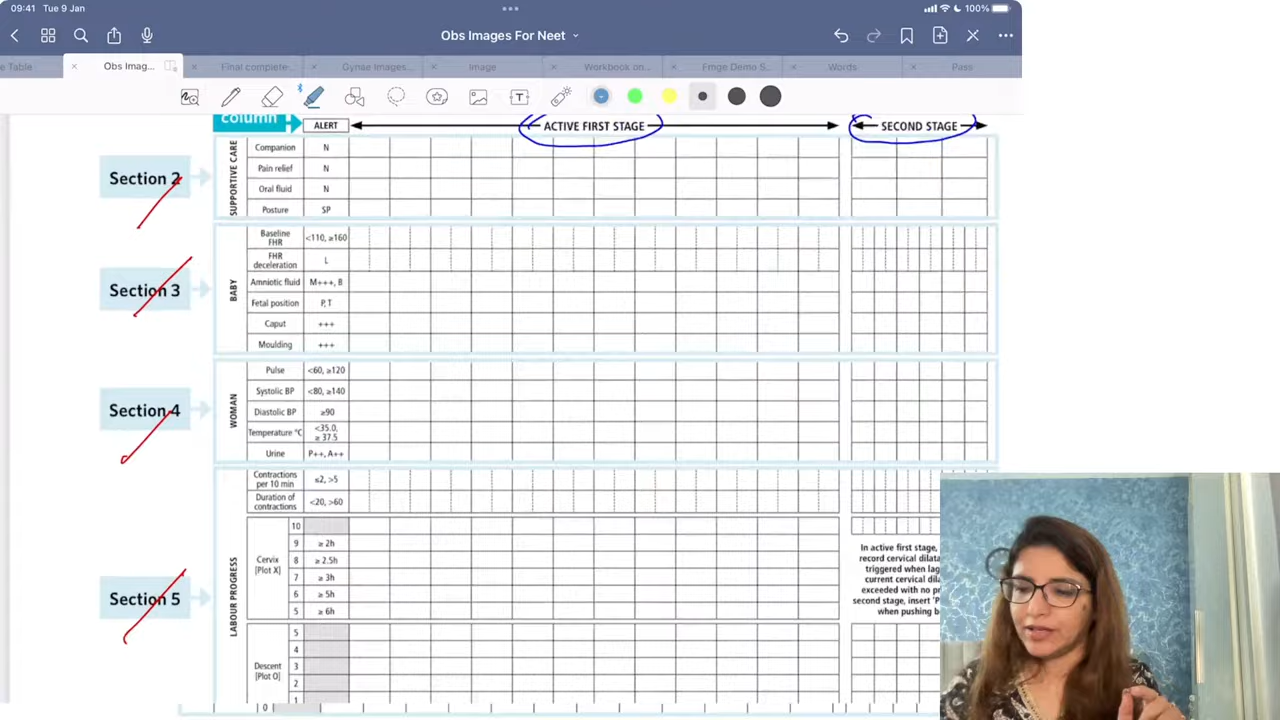 09:41 Tue 9 Jan
100%
Obs Images For Neet
e Table
Obs Imag...
Final complete
Gynae Images
Image
Workbook on...
Fmge Demo S...
Words
Pass
Column
ALERT
ACTIVE FIRST STAGE
SECOND STAGE
Section 2
SUPPORTIVE CARE
Companion N
Pain relief N
Oral fluid N
Posture SP
Section 3
BABY
Baseline FHR <110, ≥160
FHR deceleration L
Amniotic fluid M+++, B
Fetal position P, T
Caput +++
Moulding +++
Section 4
WOMAN
Pulse <60, ≥120
Systolic BP <80, ≥140
Diastolic BP ≥90
Temperature °C <35.0, ≥ 37.5
Urine P++, A++
Section 5
LABOUR PROGRESS
Contractions per 10 min ≤2, >5
Duration of contractions <20, >60
Cervix [Plot X]
10
9 ≥ 2h
8 ≥ 2.5h
7 ≥ 3h
6 ≥ 5h
5 ≥ 6h
In active first stage,
record cervical dilata
triggered when lag
current cervical dila
exceeded with no pr
second stage, insert 'P
when pushing b
Descent [Plot O]
5
4
3
2
1
0